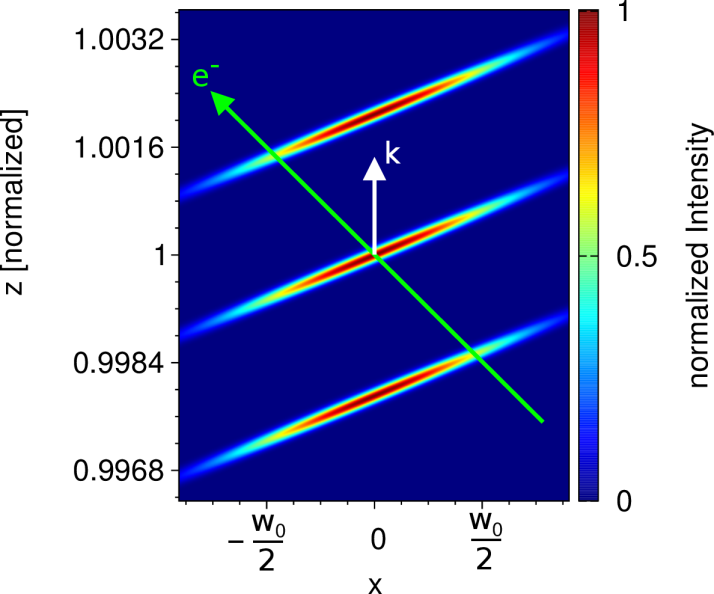 z [normalized]
1.0032
1.0016
1
0.9984
0.9968
e-
k
- w0/2
0
w0/2
x
1
0.5
0
normalized Intensity